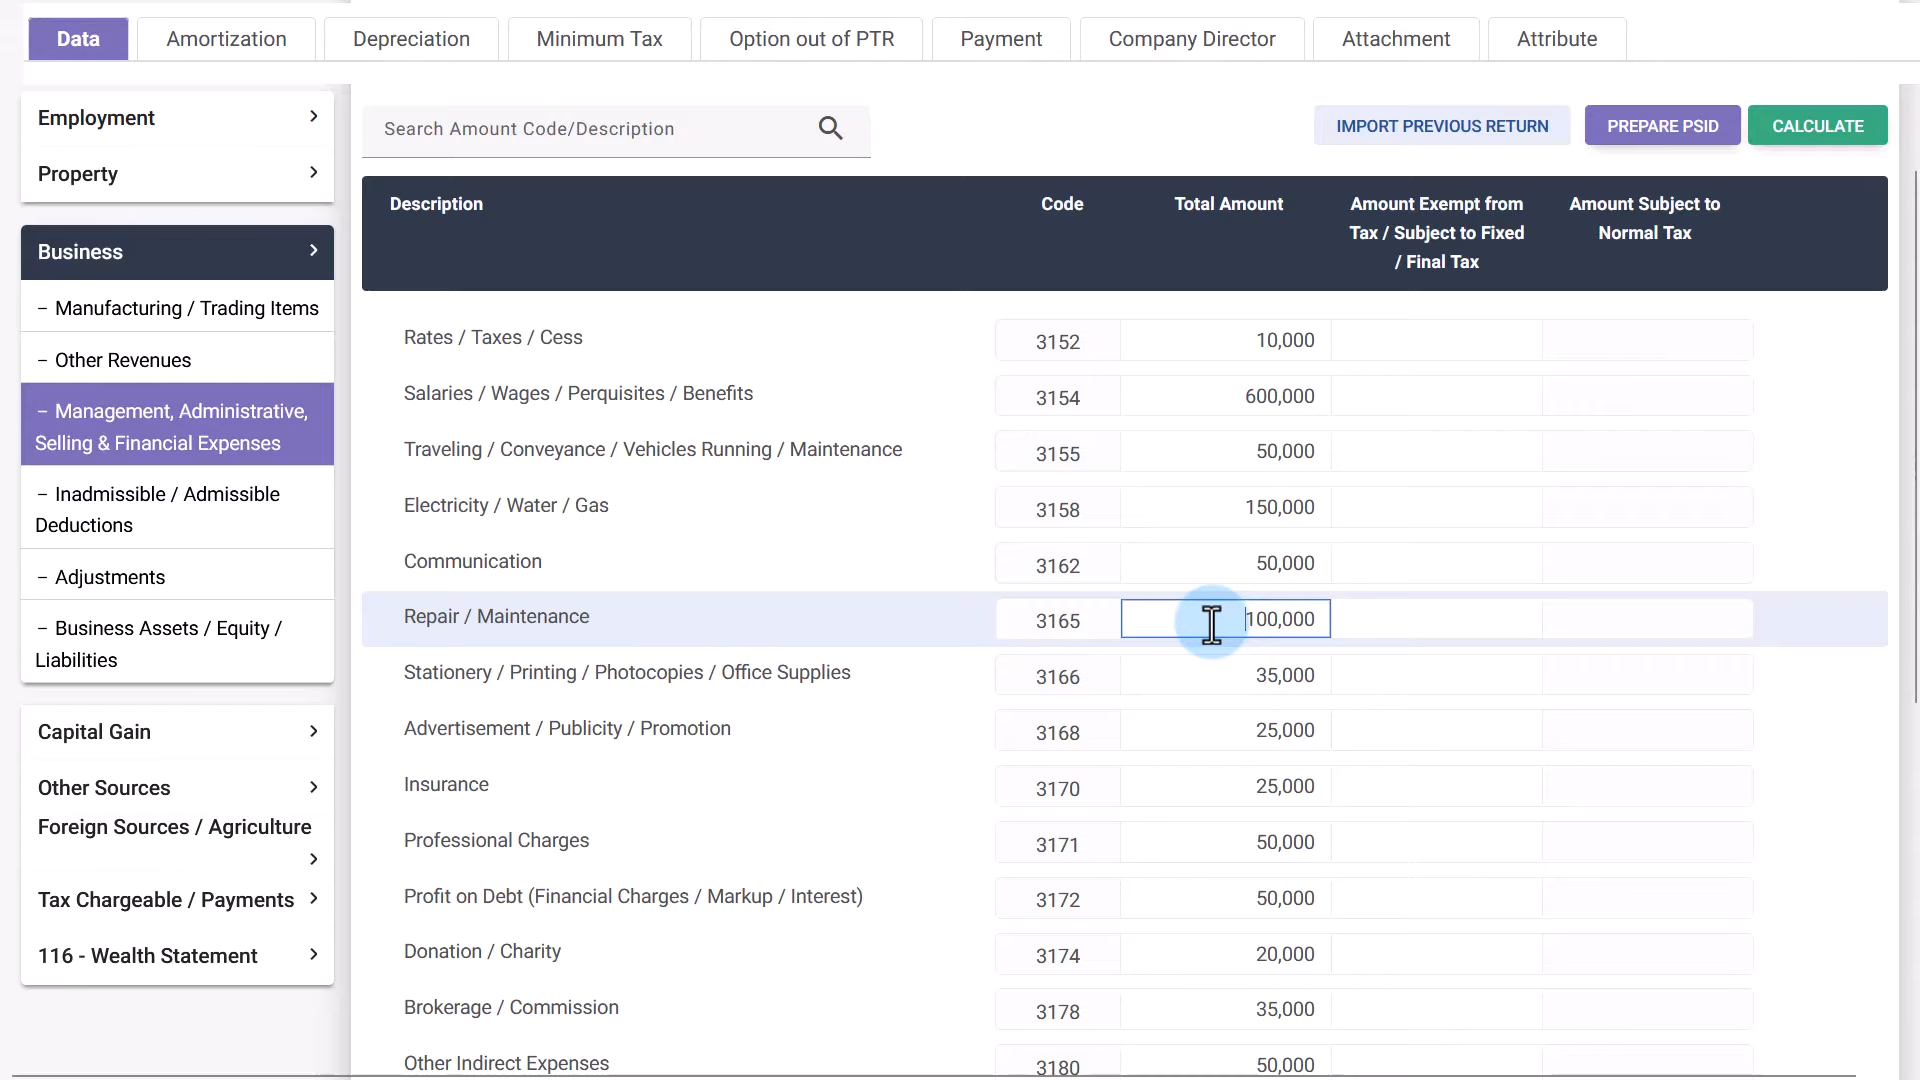 Data
Amortization
Depreciation
Minimum Tax
Option out of PTR
Payment
Company Director
Attachment
Attribute
Employment
Property
Business
– Manufacturing / Trading Items
– Other Revenues
– Management, Administrative,
Selling & Financial Expenses
– Inadmissible / Admissible
Deductions
– Adjustments
– Business Assets / Equity /
Liabilities
Capital Gain
Other Sources
Foreign Sources / Agriculture
Tax Chargeable / Payments
116 - Wealth Statement
Search Amount Code/Description
IMPORT PREVIOUS RETURN
PREPARE PSID
CALCULATE
Description
Code
Total Amount
Amount Exempt from
Tax / Subject to Fixed
/ Final Tax
Amount Subject to
Normal Tax
Rates / Taxes / Cess 3152 10,000
Salaries / Wages / Perquisites / Benefits 3154 600,000
Traveling / Conveyance / Vehicles Running / Maintenance 3155 50,000
Electricity / Water / Gas 3158 150,000
Communication 3162 50,000
Repair / Maintenance 3165 100,000
Stationery / Printing / Photocopies / Office Supplies 3166 35,000
Advertisement / Publicity / Promotion 3168 25,000
Insurance 3170 25,000
Professional Charges 3171 50,000
Profit on Debt (Financial Charges / Markup / Interest) 3172 50,000
Donation / Charity 3174 20,000
Brokerage / Commission 3178 35,000
Other Indirect Expenses 3180 50,000